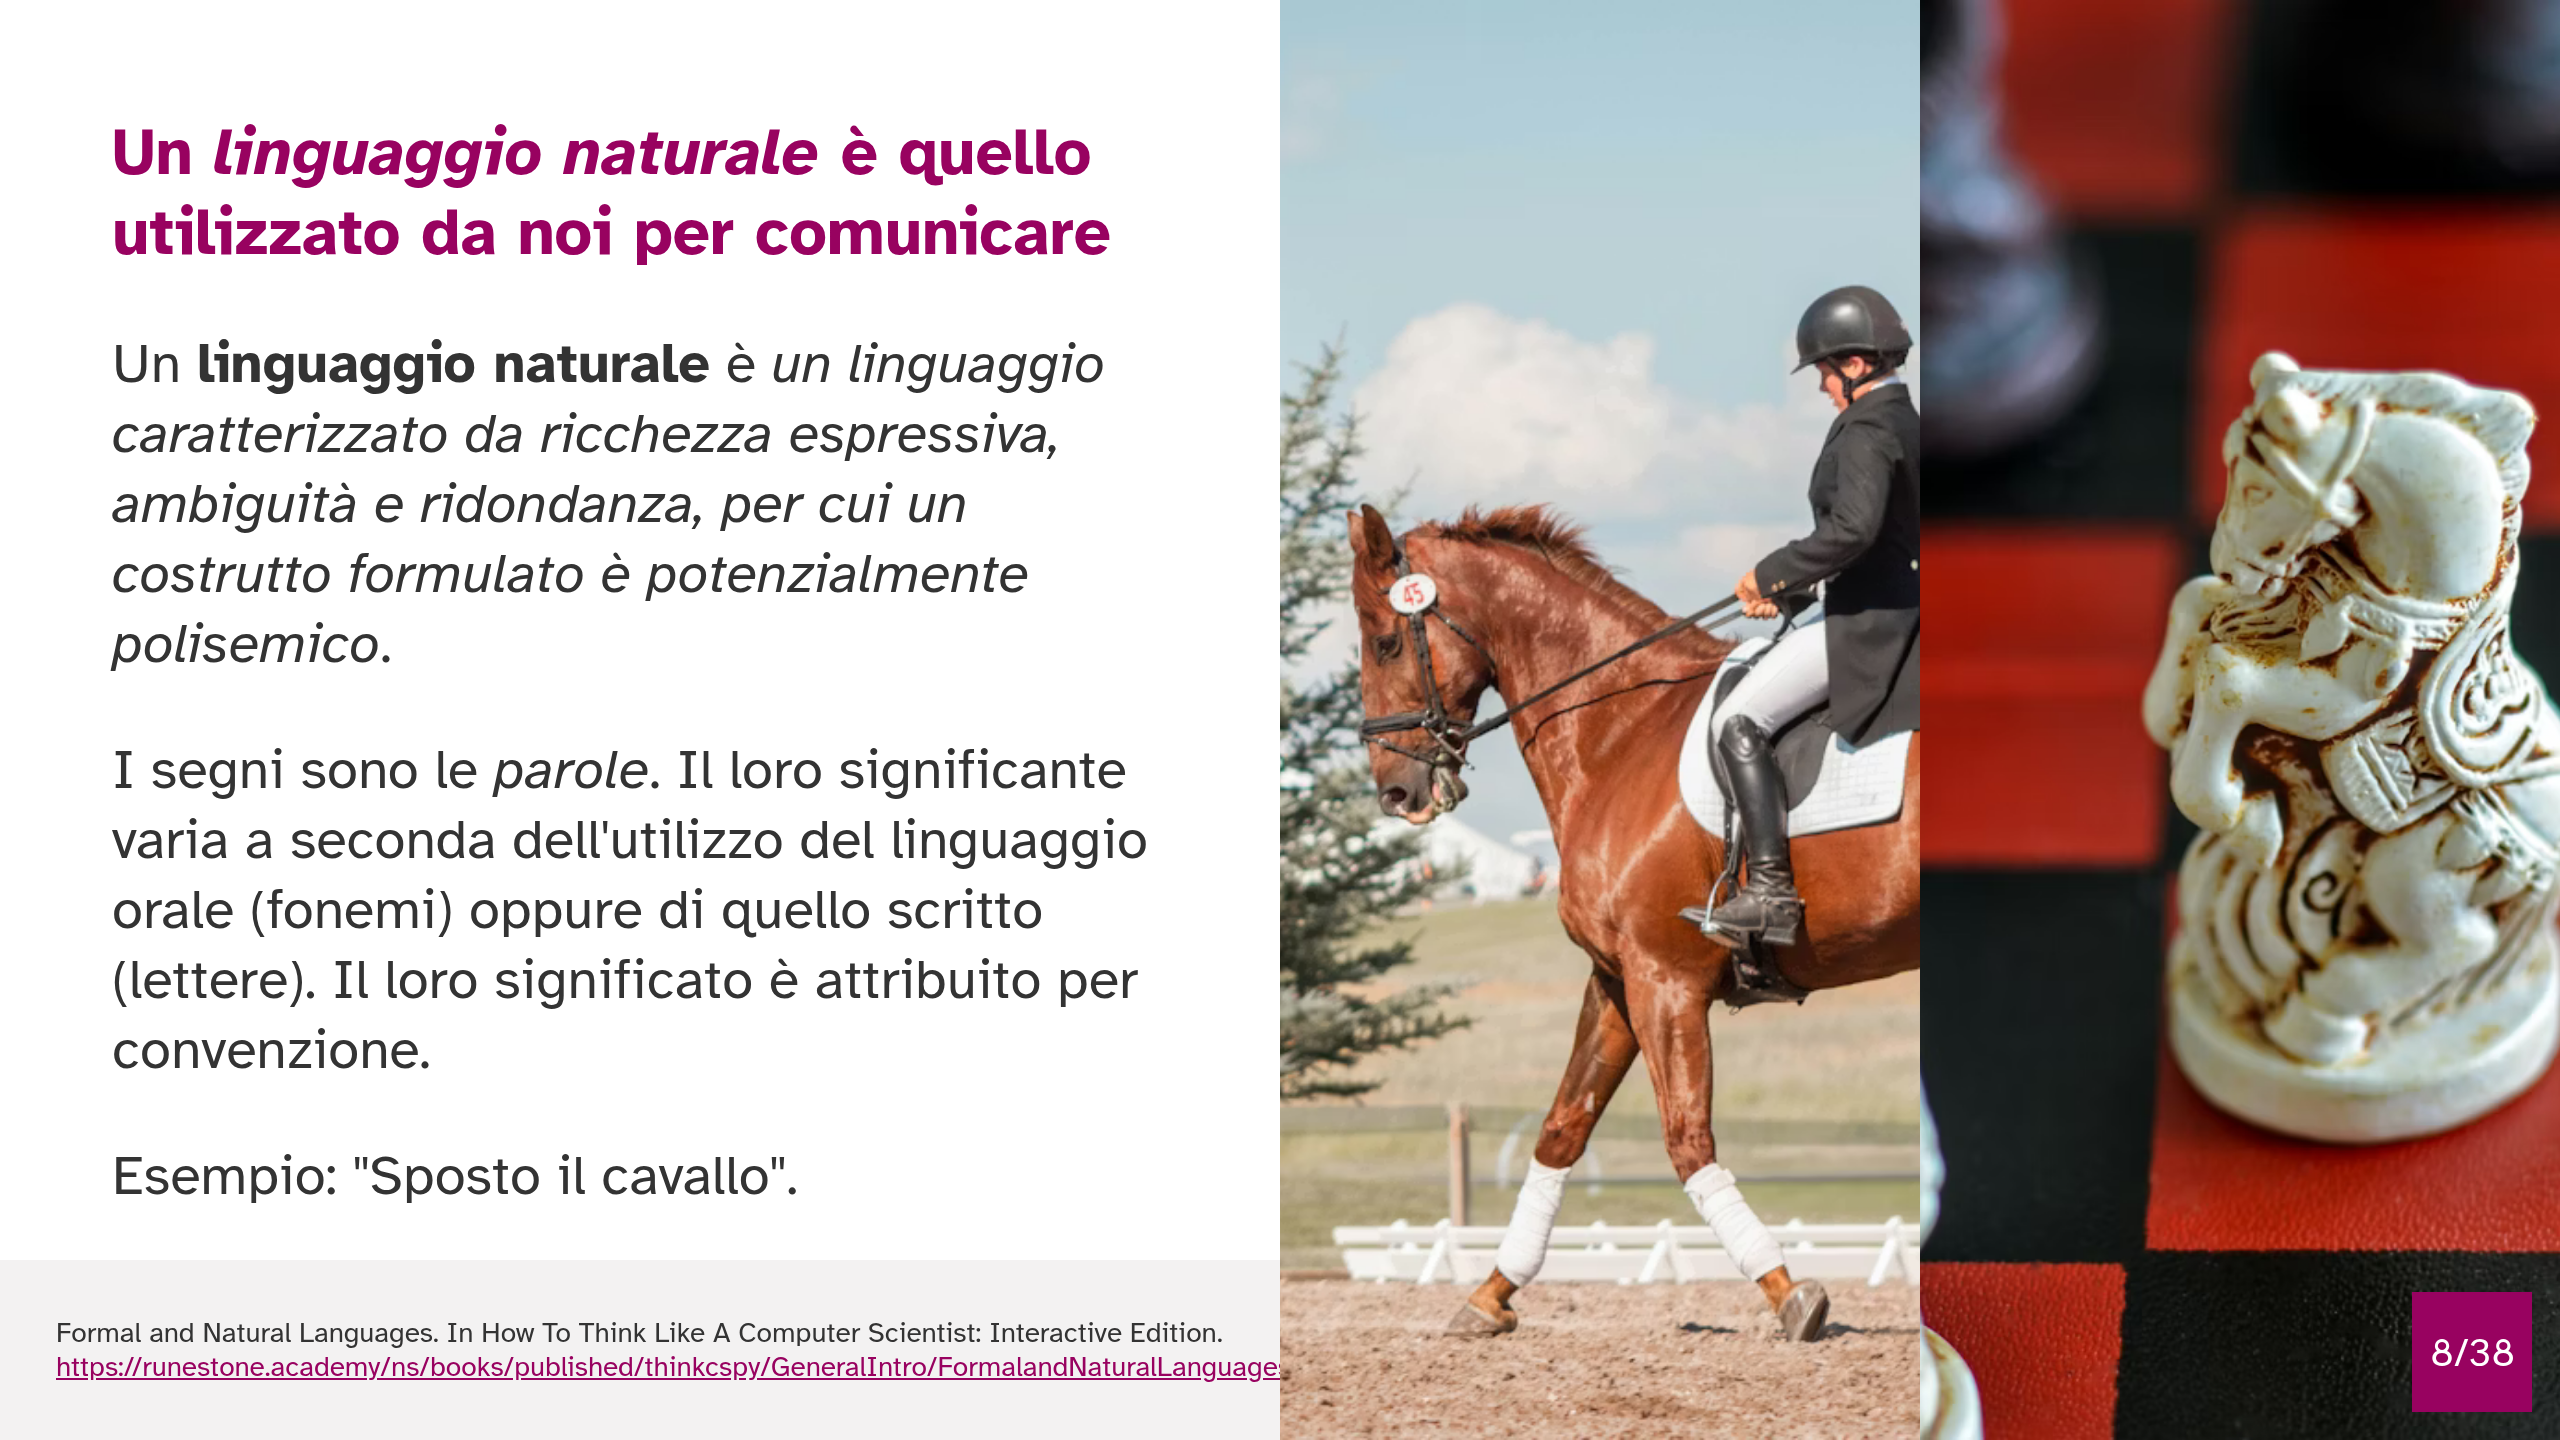 Un linguaggio naturale è quello
utilizzato da noi per comunicare
Un linguaggio naturale è un linguaggio
caratterizzato da ricchezza espressiva,
ambiguità e ridondanza, per cui un
costrutto formulato è potenzialmente
polisemico.
I segni sono le parole. Il loro significante
varia a seconda dell'utilizzo del linguaggio
orale (fonemi) oppure di quello scritto
(lettere). Il loro significato è attribuito per
convenzione.
Esempio: "Sposto il cavallo".
45
Formal and Natural Languages. In How To Think Like A Computer Scientist: Interactive Edition.
https://runestone.academy/ns/books/published/thinkcspy/GeneralIntro/FormalandNaturalLanguages
8/38